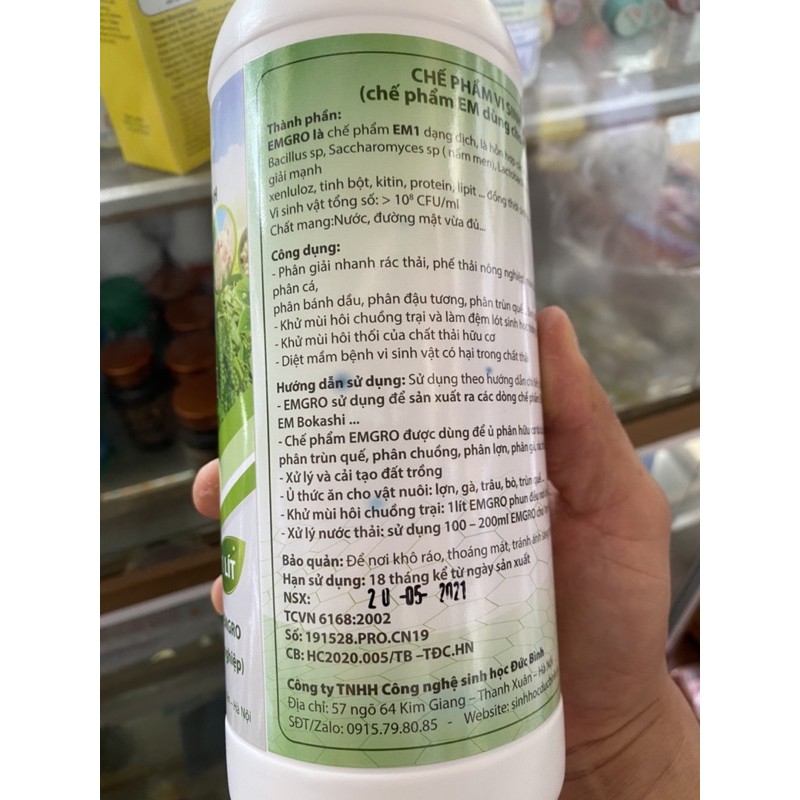 CHẾ PHẨM VI SINH
(chế phẩm EM dùng
Thành phần:
EMGRO là chế phẩm EM1 dạng dịch, là hỗn hợp
Bacillus sp, Saccharomyces sp ( nấm men),
giải mạnh
xenluloz, tinh bột, kitin, protein, lipit ... đồng thời
Vi sinh vật tổng số: > 10⁸ CFU/ml
Chất mang:Nước, đường mật vừa đủ...
Công dụng:
- Phân giải nhanh rác thải, phế thải nông nghiệp,
phân cá,
phân bánh dầu, phân đậu tương, phân trùn quế,
- Khử mùi hôi chuồng trại và làm đệm lót sinh học
- Khử mùi hôi thối của chất thải hữu cơ
- Diệt mầm bệnh vi sinh vật có hại trong chất thải
Hướng dẫn sử dụng: Sử dụng theo hướng dẫn
- EMGRO sử dụng để sản xuất ra các dòng chế phẩm
EM Bokashi ...
- Chế phẩm EMGRO được dùng để ủ phân hữu cơ
phân trùn quế, phân chuồng, phân lợn, phân gà,
- Xử lý và cải tạo đất trồng
- Ủ thức ăn cho vật nuôi: lợn, gà, trâu, bò, trùn quế...
- Khử mùi hôi chuồng trại: 1lít EMGRO phun đều
- Xử lý nước thải: sử dụng 100 – 200ml EMGRO cho
Bảo quản: Để nơi khô ráo, thoáng mát, tránh ánh sáng
Hạn sử dụng: 18 tháng kể từ ngày sản xuất
NSX: 20 -05- 2021
TCVN 6168:2002
Số: 191528.PRO.CN19
CB: HC2020.005/TB –TĐC.HN
Công ty TNHH Công nghệ sinh học Đức Bình
Địa chỉ: 57 ngõ 64 Kim Giang – Thanh Xuân – Hà Nội
SĐT/Zalo: 0915.79.80.85 - Website:
LÍT
- Hà Nội